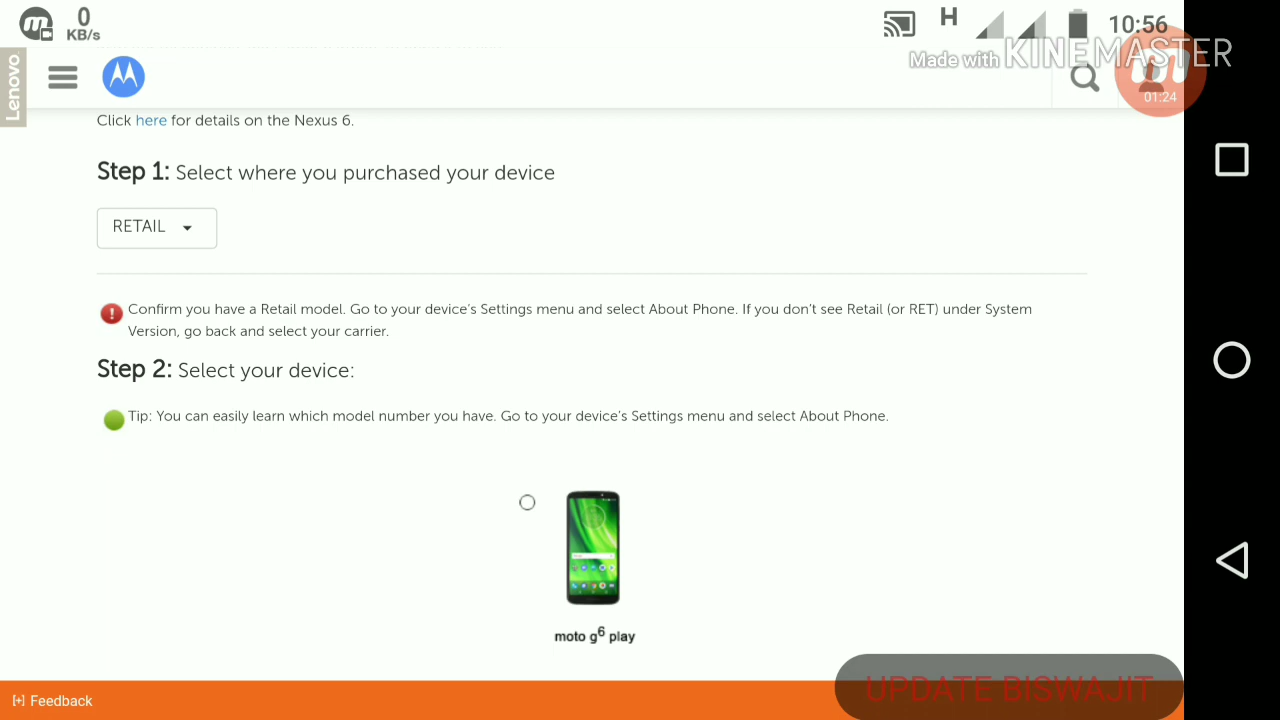 0
KB/s
H
10:56
Made with KINEMASTER
Lenovo
01:24
Click here for details on the Nexus 6.
Step 1: Select where you purchased your device
RETAIL
Confirm you have a Retail model. Go to your device's Settings menu and select About Phone. If you don't see Retail (or RET) under System
Version, go back and select your carrier.
Step 2: Select your device:
Tip: You can easily learn which model number you have. Go to your device's Settings menu and select About Phone.
moto g6 play
[+] Feedback
UPDATE BISWAJIT